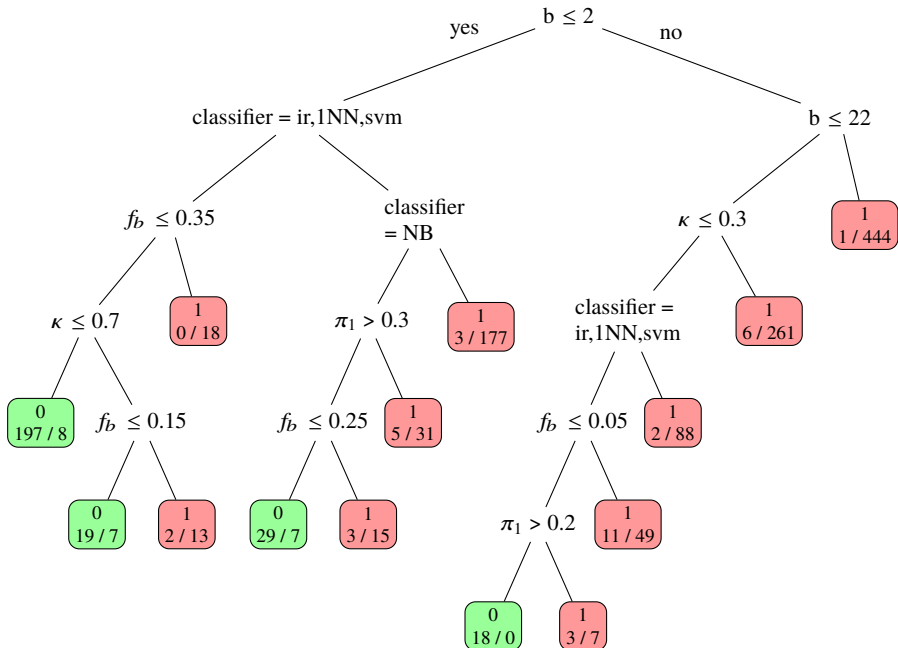 b ≤ 2
yes
no
classifier = ir,1NN,svm
b ≤ 22
f_b ≤ 0.35
classifier
= NB
κ ≤ 0.3
1
1 / 444
κ ≤ 0.7
1
0 / 18
π₁ > 0.3
1
3 / 177
classifier =
ir,1NN,svm
1
6 / 261
0
197 / 8
f_b ≤ 0.15
f_b ≤ 0.25
1
5 / 31
f_b ≤ 0.05
1
2 / 88
0
19 / 7
1
2 / 13
0
29 / 7
1
3 / 15
π₁ > 0.2
1
11 / 49
0
18 / 0
1
3 / 7